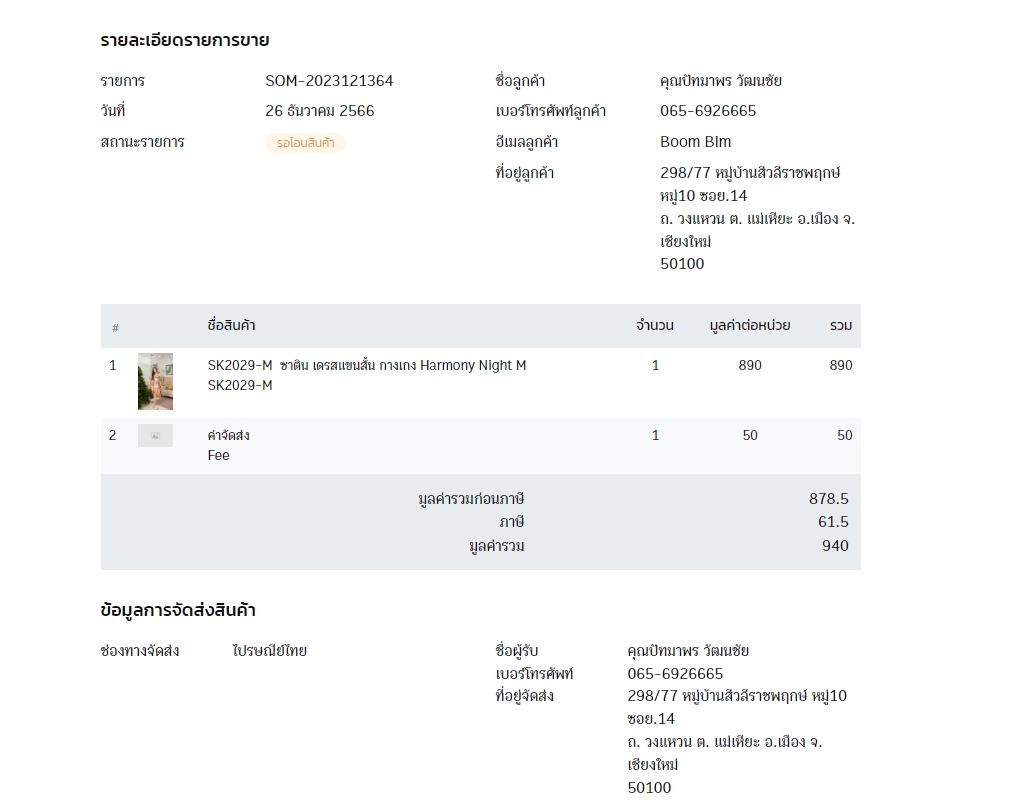 รายละเอียดรายการขาย
รายการ SOM-2023121364
วันที่ 26 ธันวาคม 2566
สถานะรายการ รอโอนสินค้า
ชื่อลูกค้า คุณปัทมาพร วัฒนชัย
เบอร์โทรศัพท์ลูกค้า 065-6926665
อีเมลลูกค้า Boom BIm
ที่อยู่ลูกค้า 298/77 หมู่บ้านสิวลีราชพฤกษ์
หมู่10 ซอย.14
ถ. วงแหวน ต. แม่เหียะ อ.เมือง จ.
เชียงใหม่
50100
# ชื่อสินค้า จำนวน มูลค่าต่อหน่วย รวม
1 SK2029-M ซาติน เดรสแขนสั้น กางเกง Harmony Night M 1 890 890
SK2029-M
2 ค่าจัดส่ง 1 50 50
Fee
มูลค่ารวมก่อนภาษี 878.5
ภาษี 61.5
มูลค่ารวม 940
ข้อมูลการจัดส่งสินค้า
ช่องทางจัดส่ง ไปรษณีย์ไทย
ชื่อผู้รับ คุณปัทมาพร วัฒนชัย
เบอร์โทรศัพท์ 065-6926665
ที่อยู่จัดส่ง 298/77 หมู่บ้านสิวลีราชพฤกษ์ หมู่10
ซอย.14
ถ. วงแหวน ต. แม่เหียะ อ.เมือง จ.
เชียงใหม่
50100